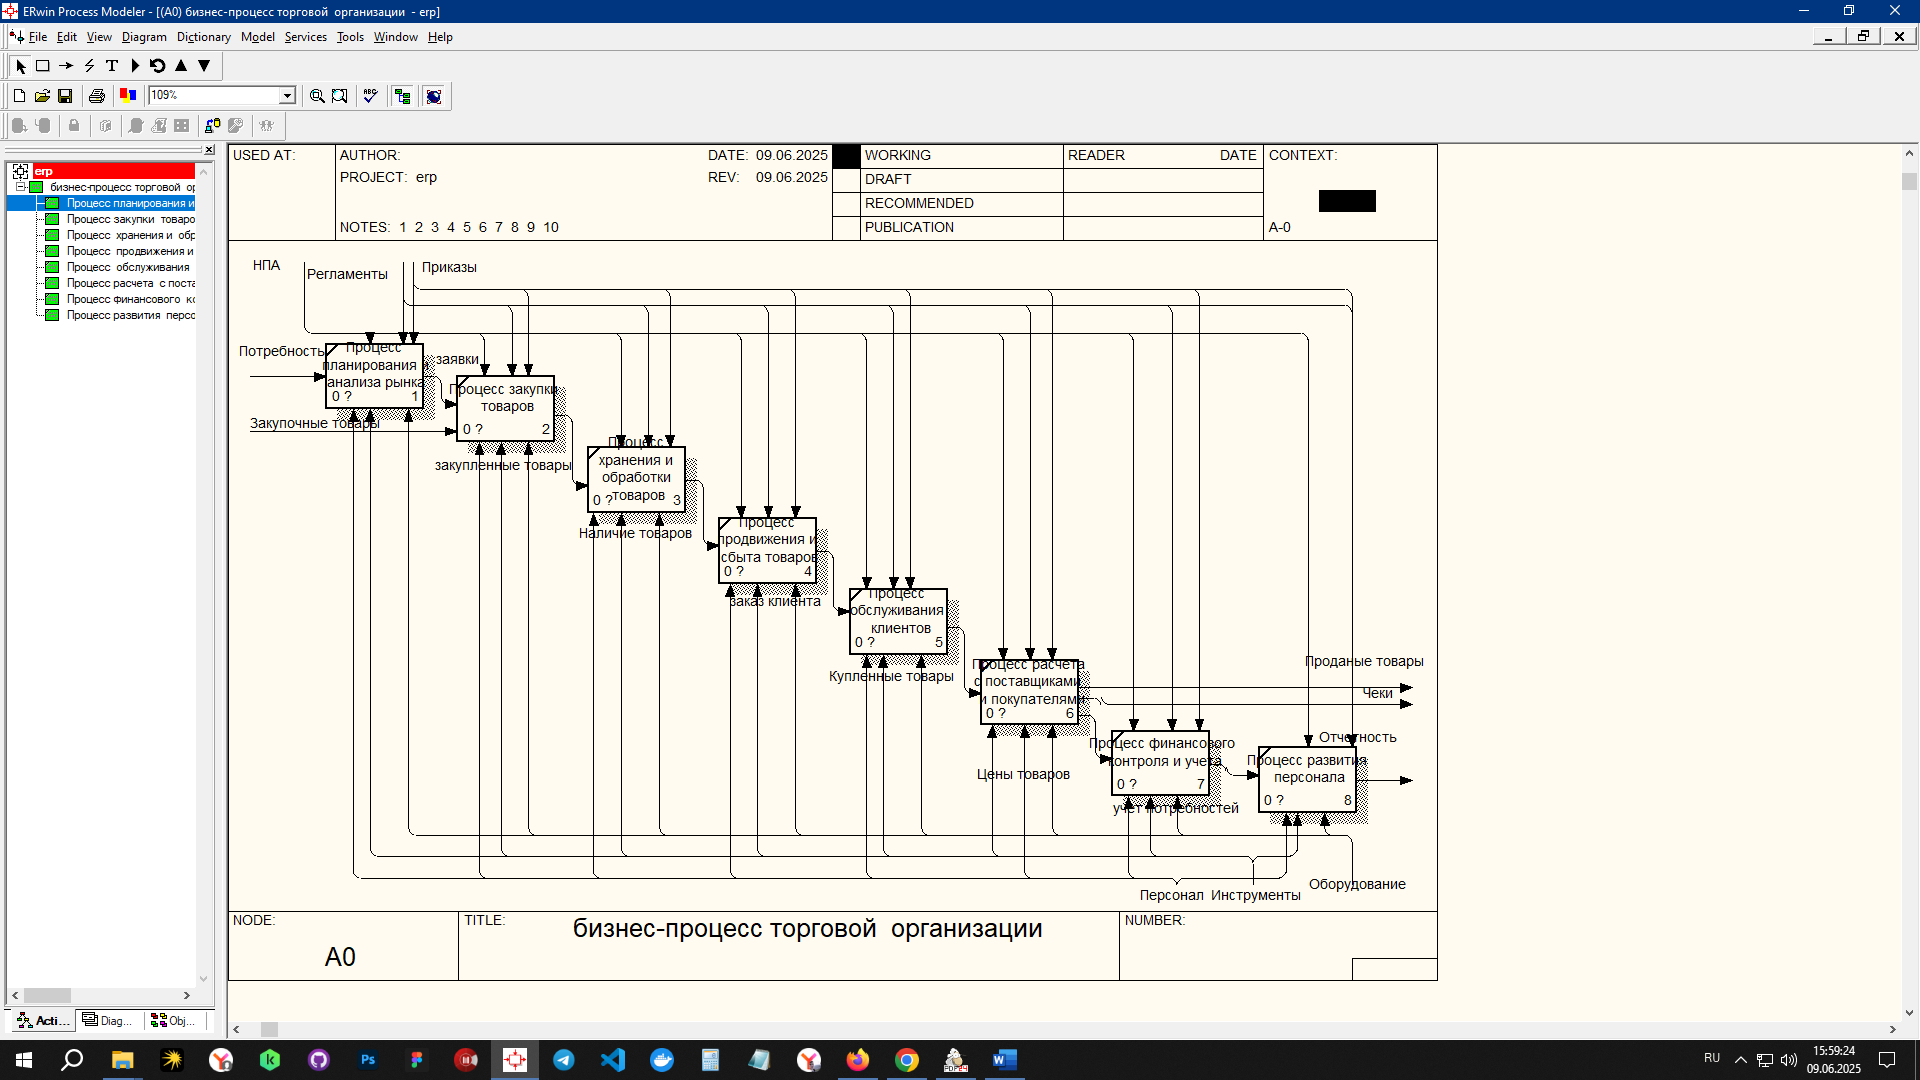 ERwin Process Modeler - [(A0) бизнес-процесс торговой организации - erp]
File Edit View Diagram Dictionary Model Services Tools Window Help
109%
erp
бизнес-процесс торговой ор
Процесс планирования и
Процесс закупки товаро
Процесс хранения и обр
Процесс продвижения и
Процесс обслуживания
Процесс расчета с поста
Процесс финансового ко
Процесс развития персо
Acti... Diag... Obj...
USED AT:
AUTHOR:
PROJECT: erp
NOTES: 1 2 3 4 5 6 7 8 9 10
DATE: 09.06.2025
REV: 09.06.2025
WORKING
DRAFT
RECOMMENDED
PUBLICATION
READER DATE
CONTEXT:
A-0
НПА
Регламенты
Приказы
Потребность
Процесс
планирования и
анализа рынка
0 ? 1
заявки
Закупочные товары
Процесс закупки
товаров
0 ? 2
закупленные товары
Процесс
хранения и
обработки
товаров
0 ? 3
Наличие товаров
Процесс
продвижения и
сбыта товаров
0 ? 4
заказ клиента
Процесс
обслуживания
клиентов
0 ? 5
Купленные товары
Процесс расчета
с поставщиками
и покупателями
0 ? 6
Проданые товары
Чеки
Цены товаров
Процесс финансового
контроля и учета
0 ? 7
учет потребностей
Отчетность
Процесс развития
персонала
0 ? 8
Персонал Инструменты Оборудование
NODE:
A0
TITLE:
бизнес-процесс торговой организации
NUMBER:
Ps
W
RU
15:59:24
09.06.2025